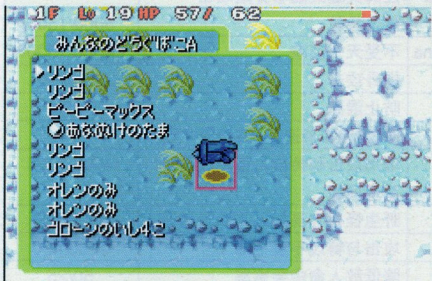 1F Lv 19 HP 57/ 62
みんなのどうぐばこA
リンゴ
リンゴ
ピーピーマックス
あなぬけのたま
リンゴ
リンゴ
オレンのみ
オレンのみ
ゴローンのいし4こ